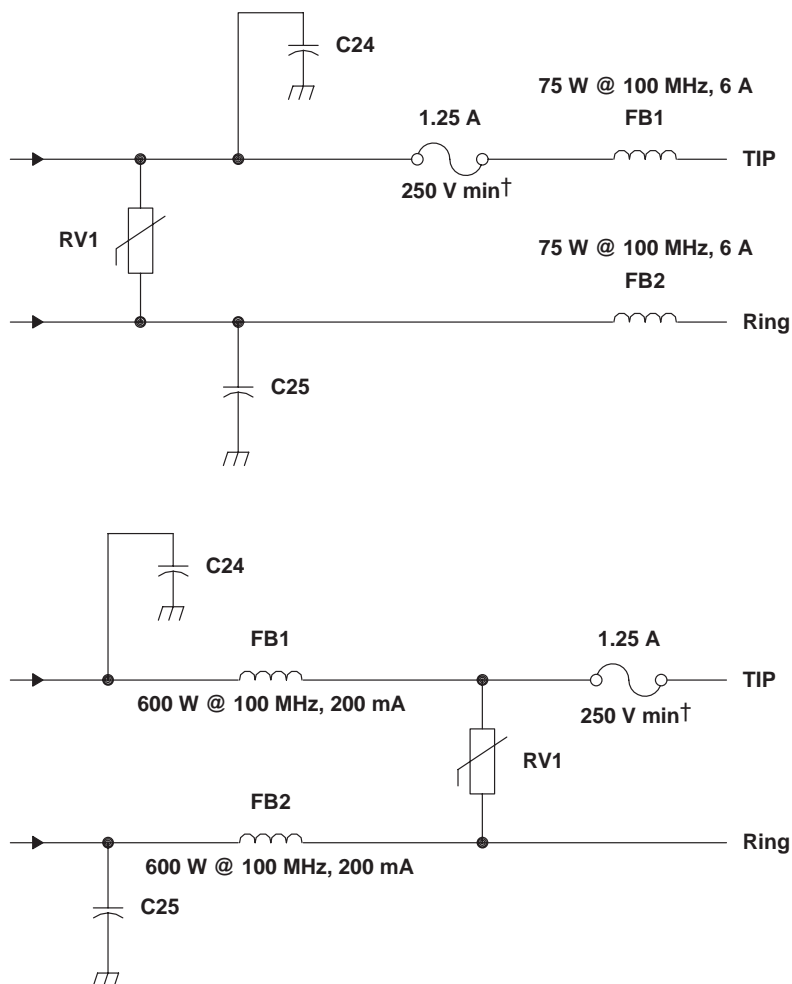 C24
75 W @ 100 MHz, 6 A
1.25 A
FB1
TIP
250 V min†
RV1
75 W @ 100 MHz, 6 A
FB2
Ring
C25
C24
FB1
1.25 A
TIP
600 W @ 100 MHz, 200 mA
250 V min†
RV1
FB2
Ring
600 W @ 100 MHz, 200 mA
C25